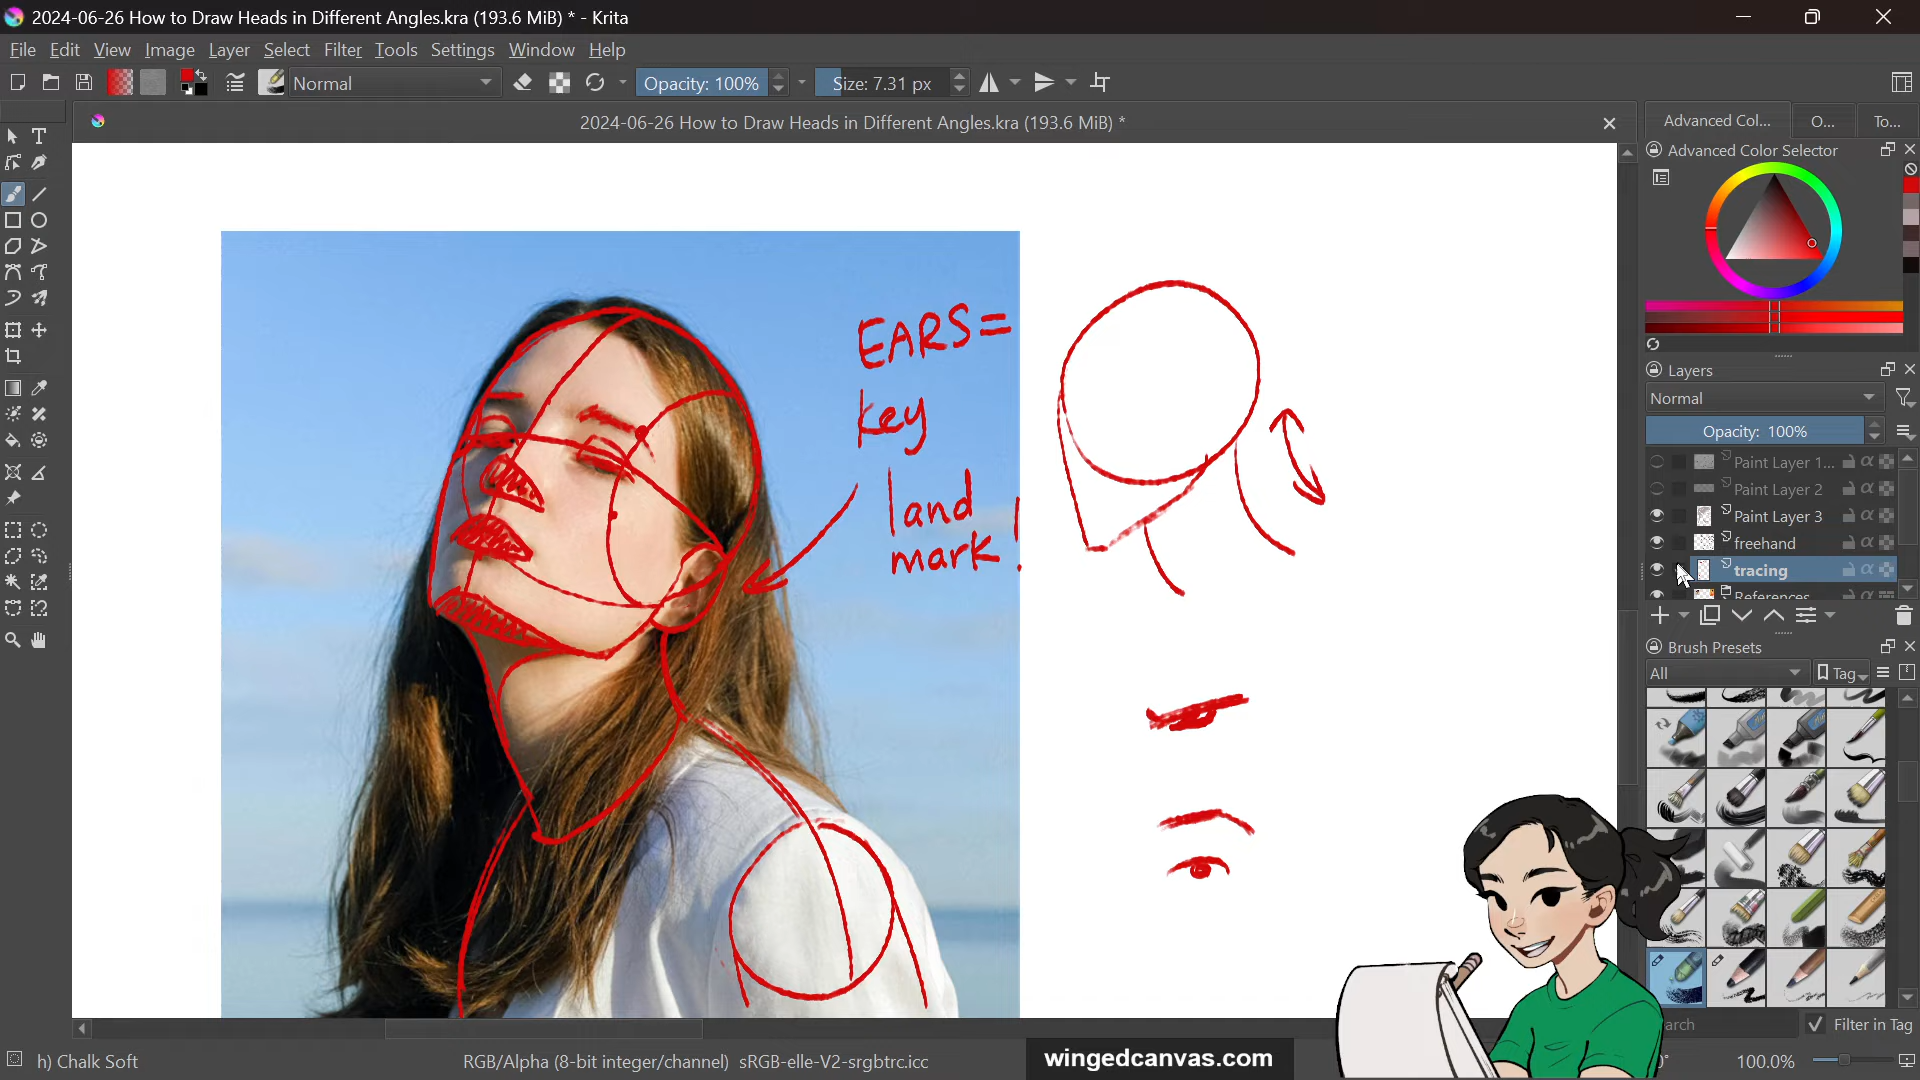 2024-06-26 How to Draw Heads in Different Angles.kra (193.6 MiB) * - Krita
File Edit View Image Layer Select Filter Tools Settings Window Help
Normal Opacity: 100% Size: 7.31 px
2024-06-26 How to Draw Heads in Different Angles.kra (193.6 MiB) *
Advanced Col... O... To...
Advanced Color Selector
EARS=
key
land
mark!
Layers
Normal
Opacity: 100%
Paint Layer 1...
Paint Layer 2
Paint Layer 3
freehand
tracing
References
Brush Presets
All Tag
arch Filter in Tag
h) Chalk Soft
RGB/Alpha (8-bit integer/channel) sRGB-elle-V2-srgbtrc.icc
wingedcanvas.com
100.0%